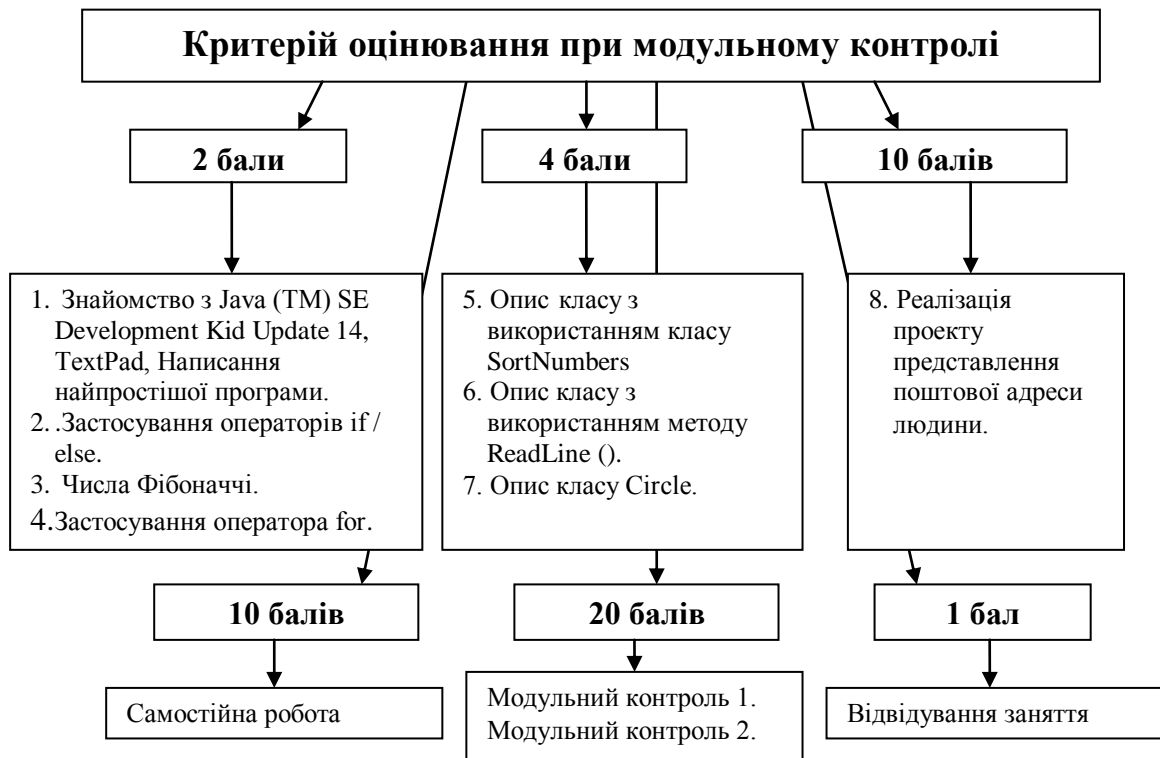 Критерій оцінювання при модульному контролі
2 бали
4 бали
10 балів
1. Знайомство з Java (TM) SE
Development Kid Update 14,
TextPad, Написання
найпростішої програми.
2. .Застосування операторів if /
else.
3. Числа Фібоначчі.
4.Застосування оператора for.
5. Опис класу з
використанням класу
SortNumbers
6. Опис класу з
використанням методу
ReadLine ().
7. Опис класу Circle.
8. Реалізація
проекту
представлення
поштової адреси
людини.
10 балів
20 балів
1 бал
Самостійна робота
Модульний контроль 1.
Модульний контроль 2.
Відвідування заняття